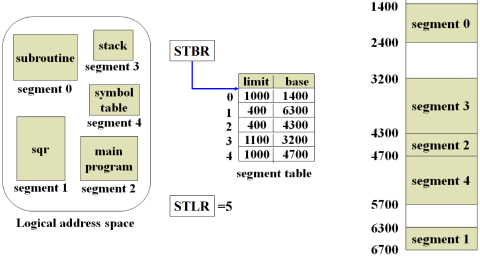 subroutine
segment 0
stack
segment 3
symbol
table
segment 4
sqr
segment 1
main
program
segment 2
Logical address space
STBR
limit base
0 1000 1400
1 400 6300
2 400 4300
3 1100 3200
4 1000 4700
segment table
STLR =5
1400
segment 0
2400
3200
segment 3
4300
segment 2
4700
segment 4
5700
6300
segment 1
6700